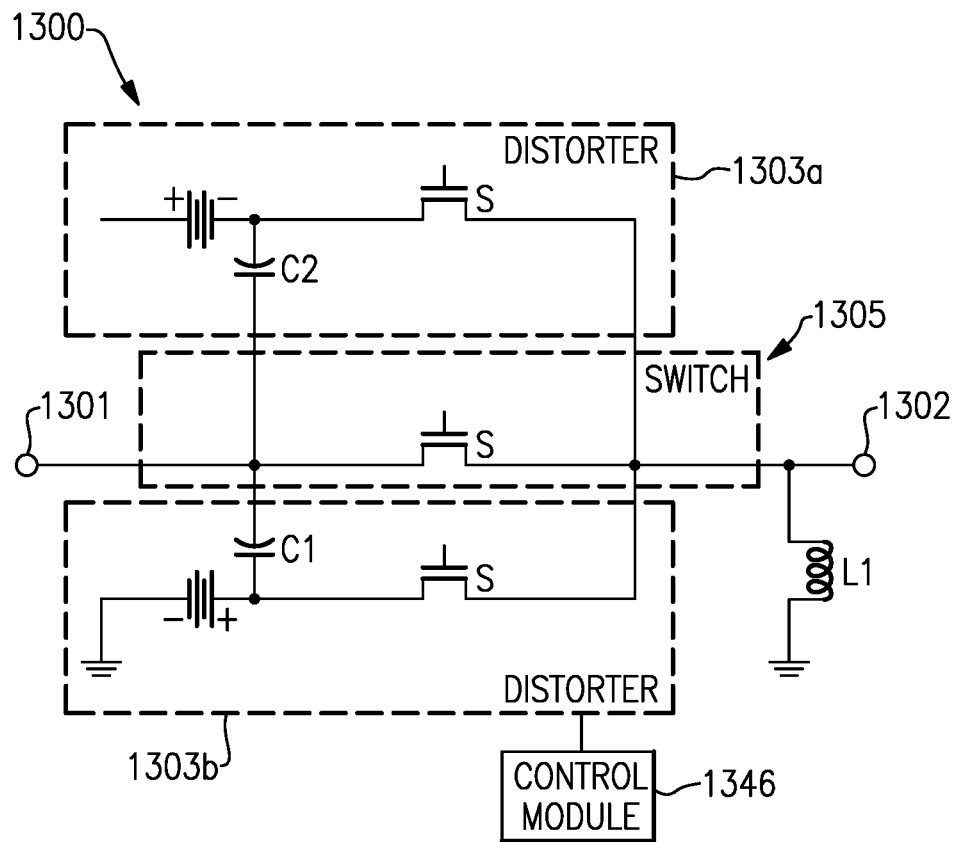 1300
DISTORTER
1303a
+ -
S
C2
1305
SWITCH
1301
S
1302
C1
S
L1
- +
DISTORTER
1303b
CONTROL
MODULE
1346